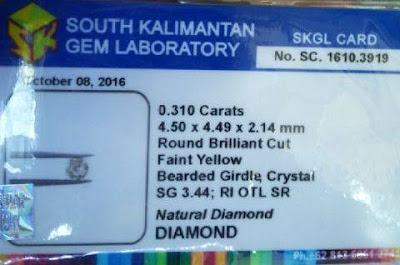 SOUTH KALIMANTAN
GEM LABORATORY
SKGL CARD
No. SC. 1610.3919
October 08, 2016
0.310 Carats
4.50 x 4.49 x 2.14 mm
Round Brilliant Cut
Faint Yellow
Bearded Girdle, Crystal
SG 3.44; RI OTL SR
Natural Diamond
DIAMOND